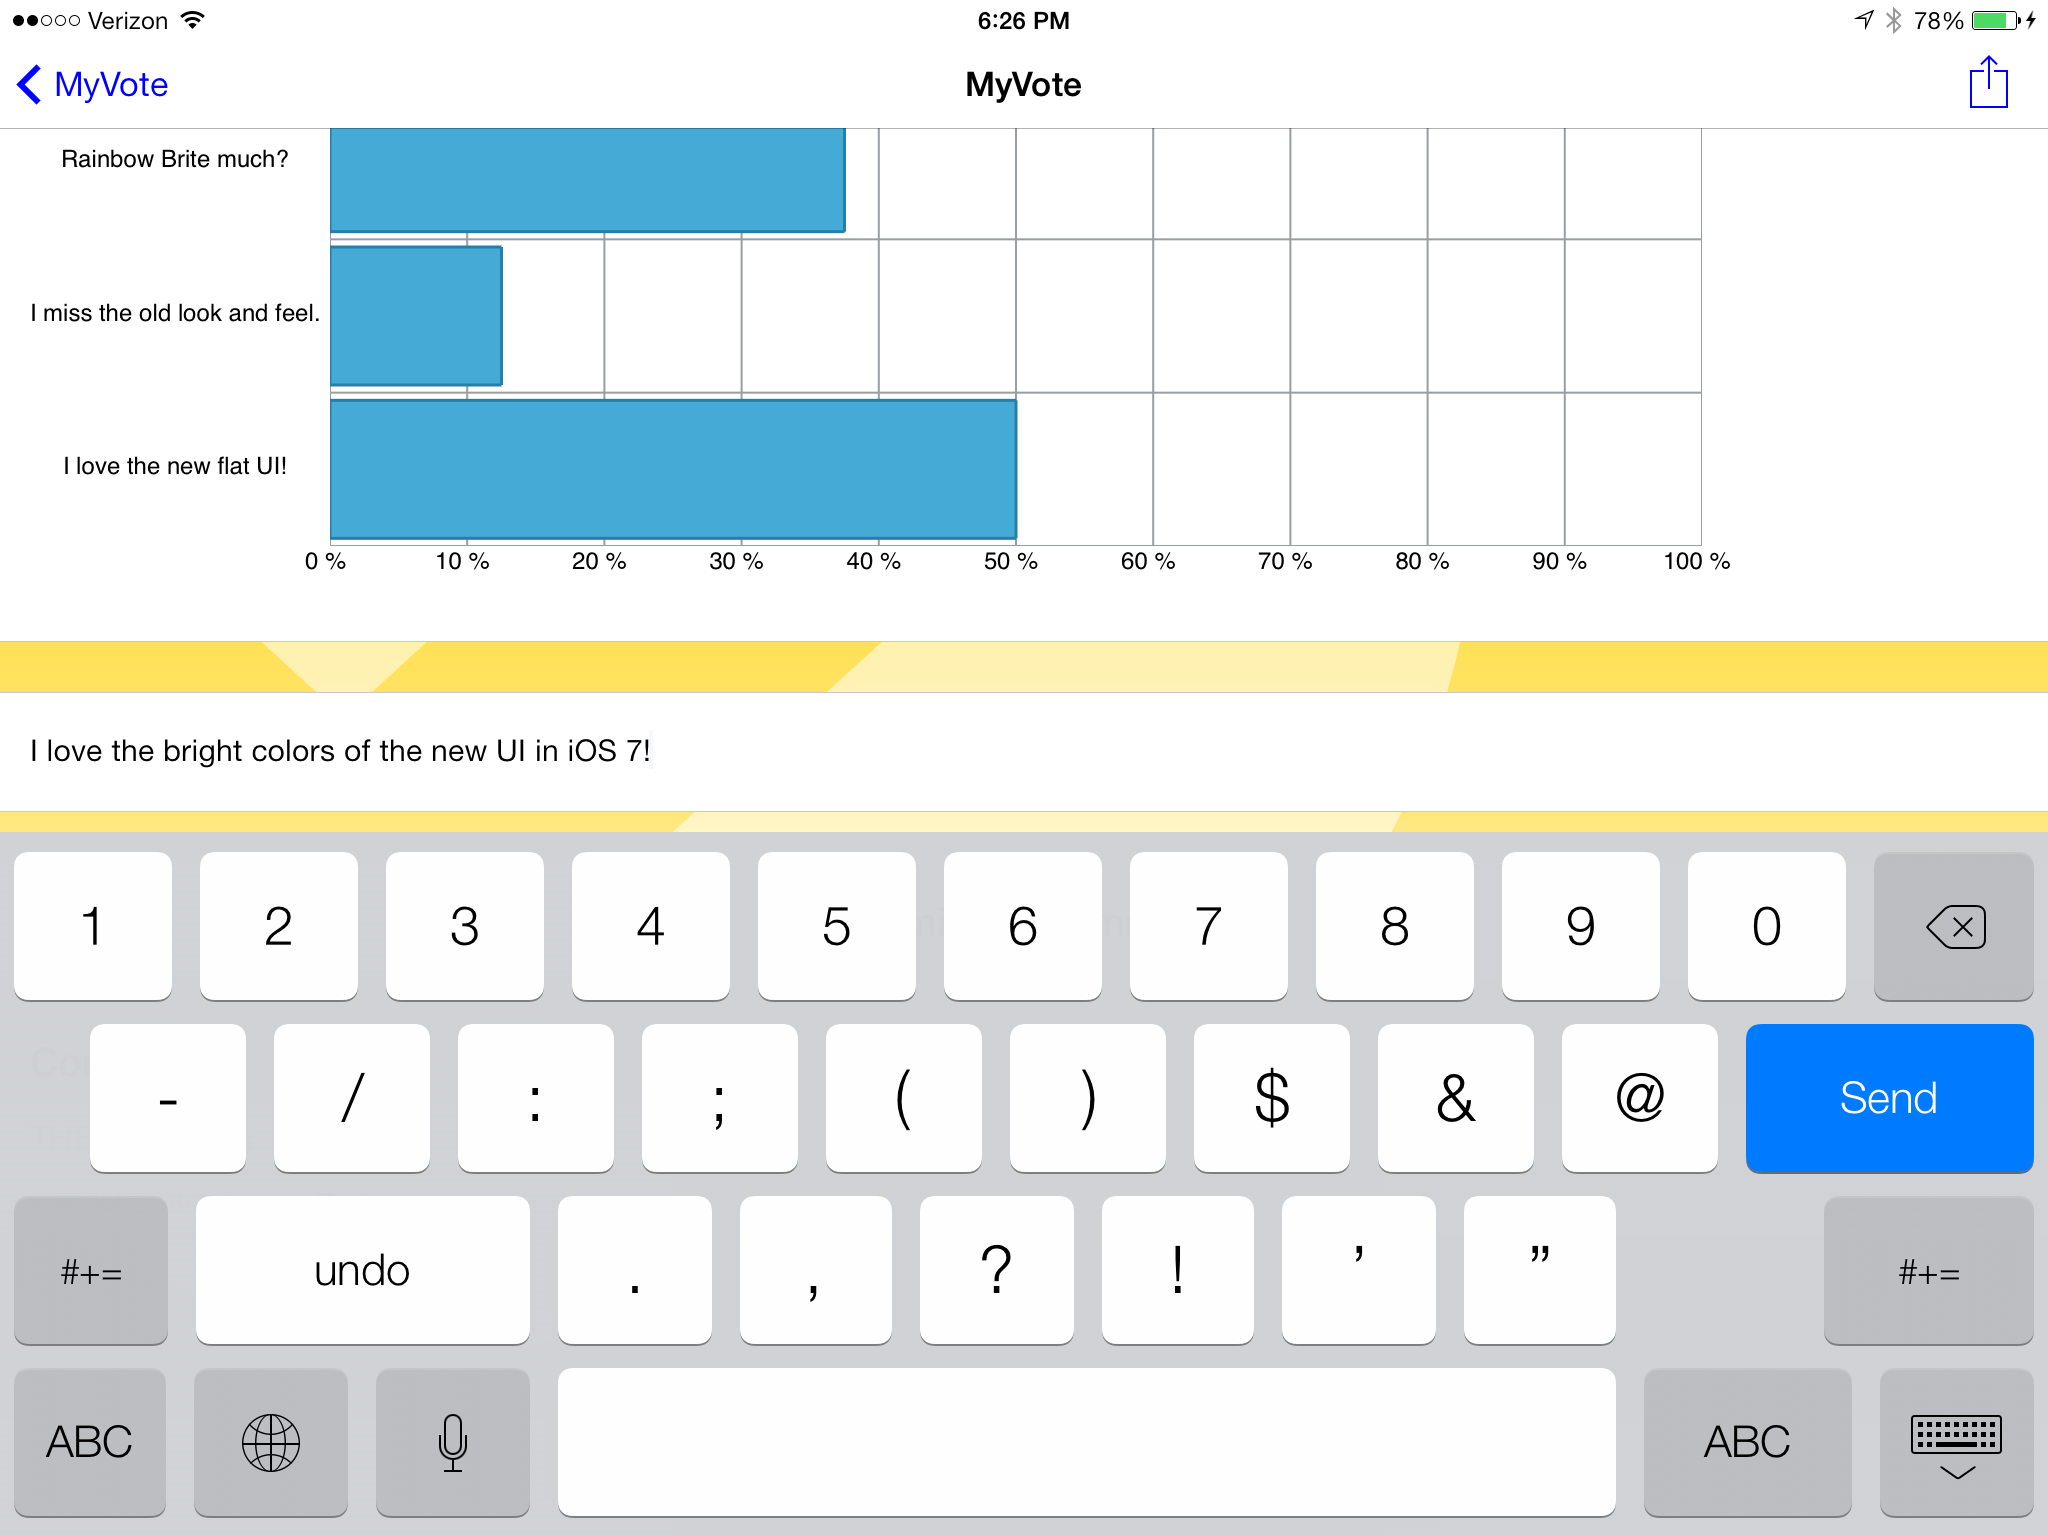 Verizon 6:26 PM 78%
MyVote MyVote
Rainbow Brite much?
I miss the old look and feel.
I love the new flat UI!
0 % 10 % 20 % 30 % 40 % 50 % 60 % 70 % 80 % 90 % 100 %
I love the bright colors of the new UI in iOS 7!
1 2 3 4 5 6 7 8 9 0
- / : ; ( ) $ & @ Send
#+= undo . , ? ! ’ ” #+=
ABC ABC